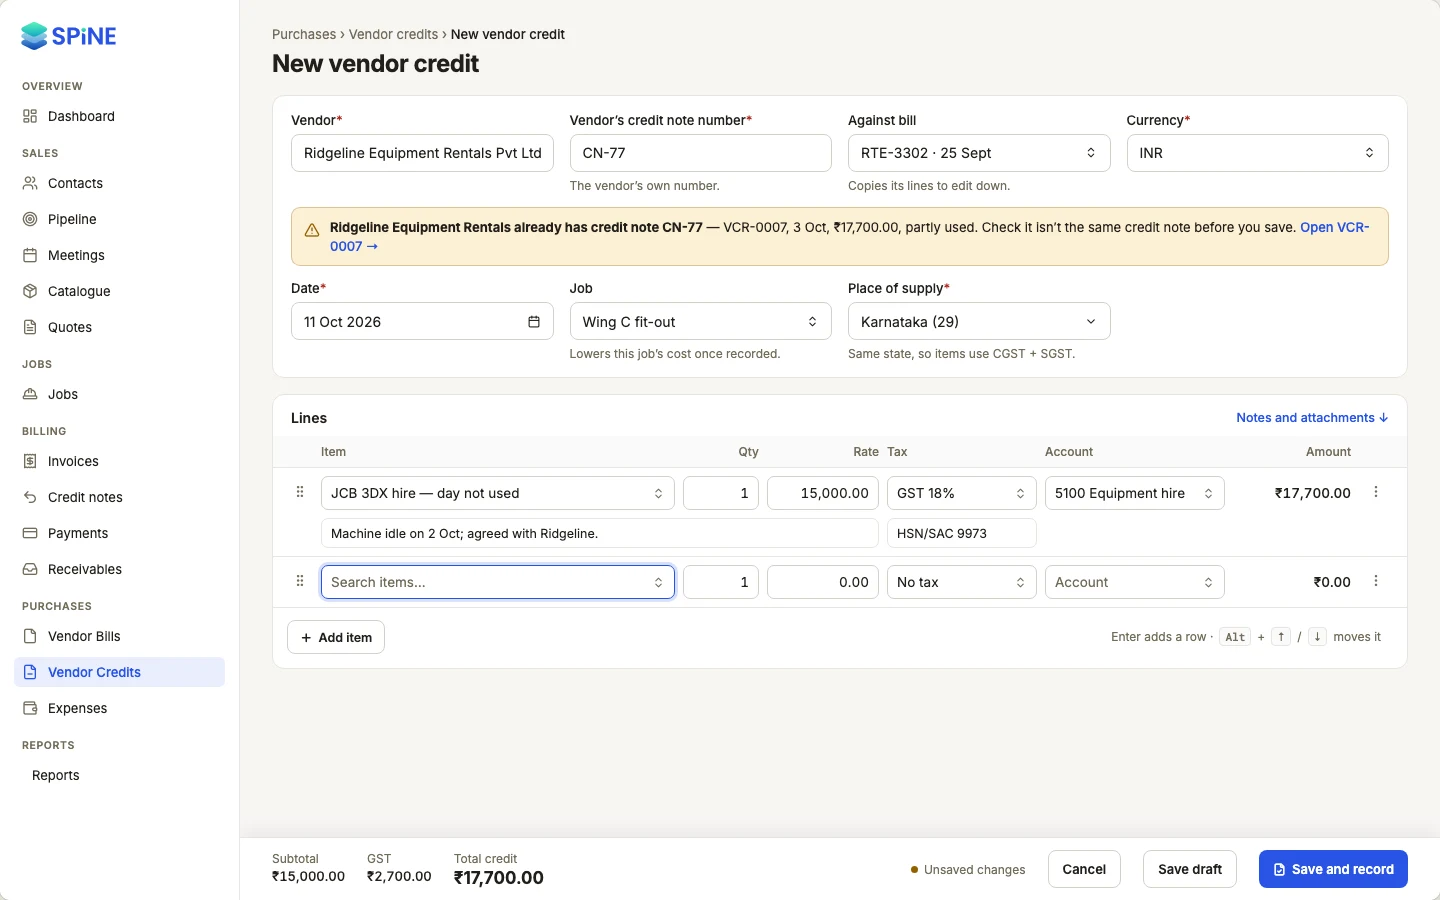 SPiNE
OVERVIEW
Dashboard
SALES
Contacts
Pipeline
Meetings
Catalogue
Quotes
JOBS
Jobs
BILLING
Invoices
Credit notes
Payments
Receivables
PURCHASES
Vendor Bills
Vendor Credits
Expenses
REPORTS
Reports
Purchases › Vendor credits › New vendor credit
New vendor credit
Vendor* Vendor’s credit note number* Against bill Currency*
Ridgeline Equipment Rentals Pvt Ltd CN-77 RTE-3302 · 25 Sept INR
The vendor’s own number. Copies its lines to edit down.
Ridgeline Equipment Rentals already has credit note CN-77 — VCR-0007, 3 Oct, ₹17,700.00, partly used. Check it isn’t the same credit note before you save. Open VCR-
0007 →
Date* Job Place of supply*
11 Oct 2026 Wing C fit-out Karnataka (29)
Lowers this job’s cost once recorded. Same state, so items use CGST + SGST.
Lines Notes and attachments ↓
Item Qty Rate Tax Account Amount
JCB 3DX hire — day not used 1 15,000.00 GST 18% 5100 Equipment hire ₹17,700.00
Machine idle on 2 Oct; agreed with Ridgeline. HSN/SAC 9973
Search items... 1 0.00 No tax Account ₹0.00
+ Add item Enter adds a row · Alt + ↑ / ↓ moves it
Subtotal GST Total credit
₹15,000.00 ₹2,700.00 ₹17,700.00
Unsaved changes Cancel Save draft Save and record